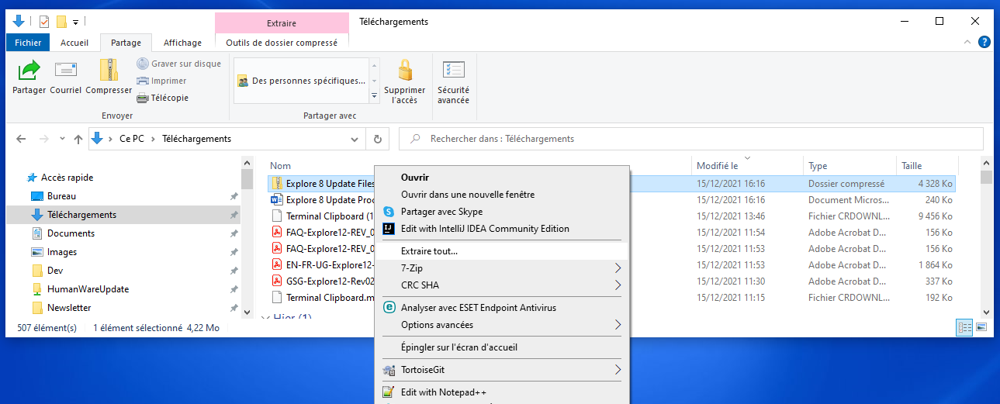 Extraire
Téléchargements
Fichier
Accueil
Partage
Affichage
Outils de dossier compressé
Partager
Courriel
Compresser
Graver sur disque
Imprimer
Télécopie
Envoyer
Des personnes spécifiques...
Supprimer
l'accès
Partager avec
Sécurité
avancée
Ce PC > Téléchargements
Rechercher dans : Téléchargements
Accès rapide
Bureau
Téléchargements
Documents
Images
Dev
HumanWareUpdate
Newsletter
Nom Modifié le Type Taille
Explore 8 Update Files 15/12/2021 16:16 Dossier compressé 4 328 Ko
Explore 8 Update Proc 15/12/2021 16:16 Document Micros... 240 Ko
Terminal Clipboard (1 15/12/2021 13:46 Fichier CRDOWNL... 9 456 Ko
FAQ-Explore12-REV_0 15/12/2021 11:54 Adobe Acrobat D... 156 Ko
FAQ-Explore12-REV_0 15/12/2021 11:53 Adobe Acrobat D... 156 Ko
EN-FR-UG-Explore12- 15/12/2021 11:53 Adobe Acrobat D... 1 864 Ko
GSG-Explore12-Rev02 15/12/2021 11:30 Adobe Acrobat D... 337 Ko
Terminal Clipboard.m 15/12/2021 11:15 Fichier CRDOWNL... 192 Ko
Hier (1)
Ouvrir
Ouvrir dans une nouvelle fenêtre
Partager avec Skype
Edit with IntelliJ IDEA Community Edition
Extraire tout...
7-Zip
CRC SHA
Analyser avec ESET Endpoint Antivirus
Options avancées
Épingler sur l'écran d'accueil
TortoiseGit
Edit with Notepad++
507 élément(s) 1 élément sélectionné 4,22 Mo